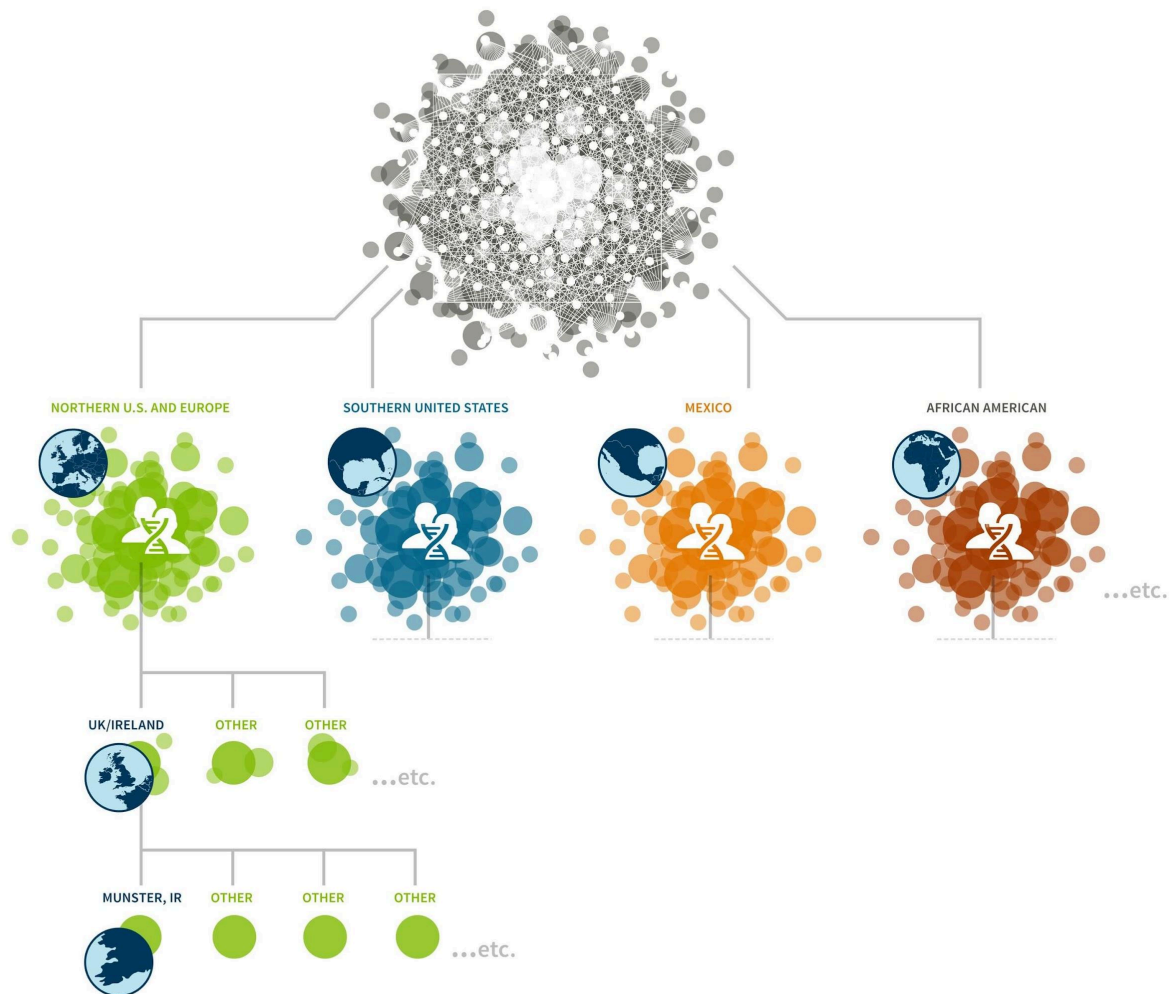 NORTHERN U.S. AND EUROPE
SOUTHERN UNITED STATES
MEXICO
AFRICAN AMERICAN
...etc.
UK/IRELAND
OTHER
OTHER
...etc.
MUNSTER, IR
OTHER
OTHER
OTHER
...etc.